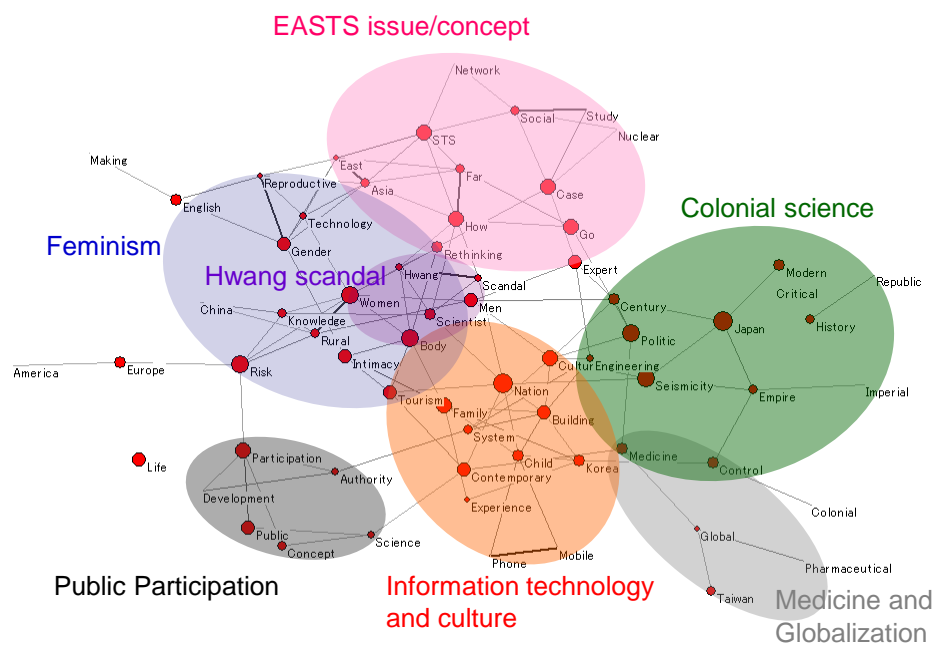 EASTS issue/concept
Network
Social
Study
Nuclear
STS
Making
East
Far
Reproductive
Asia
Case
English
Technology
Colonial science
How
Go
Feminism
Gender
Rethinking
Hwang scandal
Hwang
Expert
Modern
Scandal
Republic
Critical
Women
Men
Century
China
Knowledge
Scientist
Japan
History
Rural
Body
Politic
Intimacy
Cultur
Engineering
America
Europe
Risk
Seismicity
Nation
Empire
Imperial
Tourism
Family
Building
System
Participation
Child
Medicine
Life
Authority
Contemporary
Korea
Control
Development
Experience
Colonial
Public
Science
Global
Concept
Phone
Mobile
Pharmaceutical
Public Participation
Information technology
and culture
Taiwan
Medicine and
Globalization